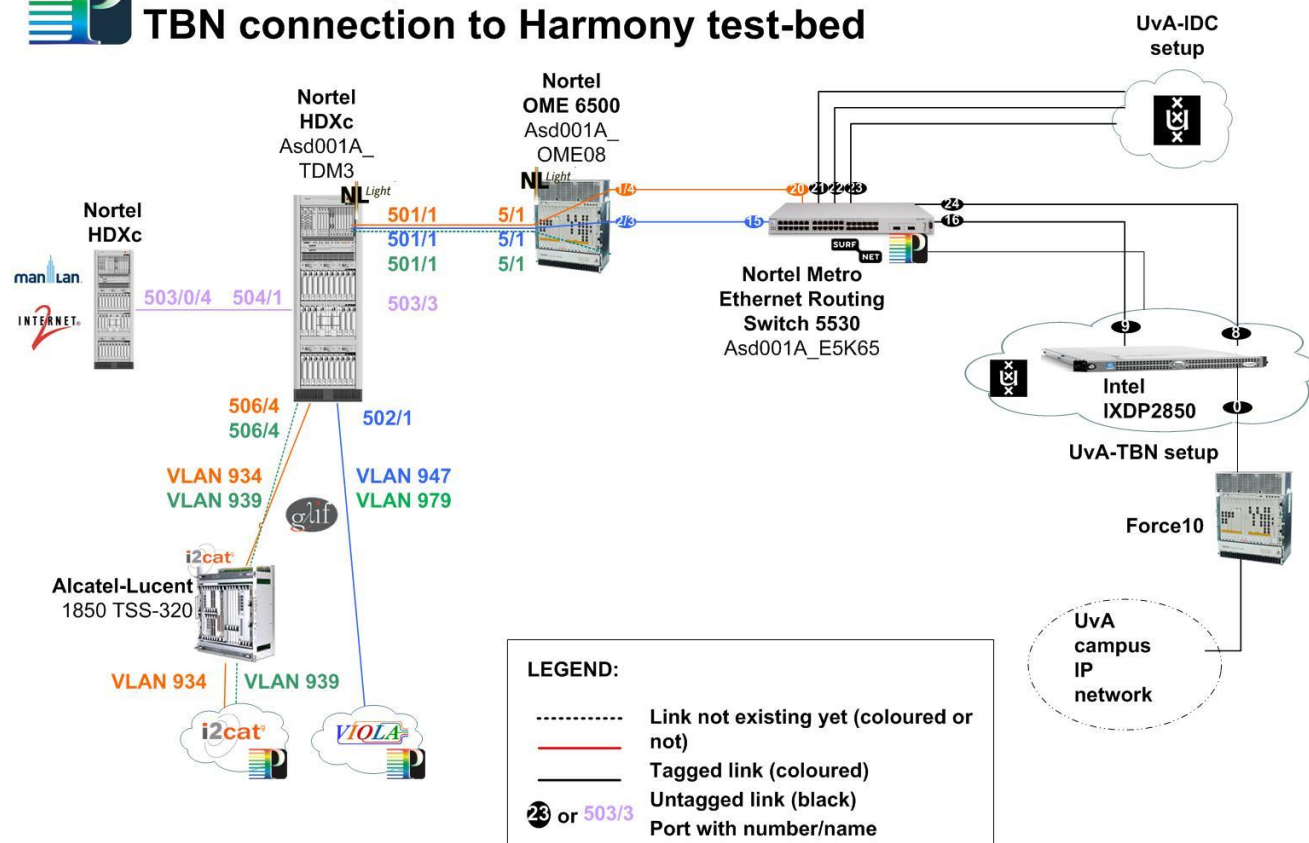 TBN connection to Harmony test-bed
UvA-IDC
setup
Nortel
OME 6500
Asd001A_
OME08
Nortel
HDXc
Asd001A_
TDM3
NLLight
NLLight
1/4
20
21
22
23
501/1
5/1
2/3
15
24
16
501/1
5/1
501/1
5/1
SURF
NET
Nortel
HDXc
man Lan
INTERNET
2
503/0/4
504/1
503/3
Nortel Metro
Ethernet Routing
Switch 5530
Asd001A_E5K65
9
8
Intel
IXDP2850
0
UvA-TBN setup
506/4
506/4
502/1
VLAN 934
VLAN 939
VLAN 947
VLAN 979
glif
Force10
i2cat
Alcatel-Lucent
1850 TSS-320
UvA
campus
IP
network
VLAN 934
VLAN 939
i2cat
VIOLA
LEGEND:
Link not existing yet (coloured or
not)
Tagged link (coloured)
Untagged link (black)
23 or 503/3
Port with number/name